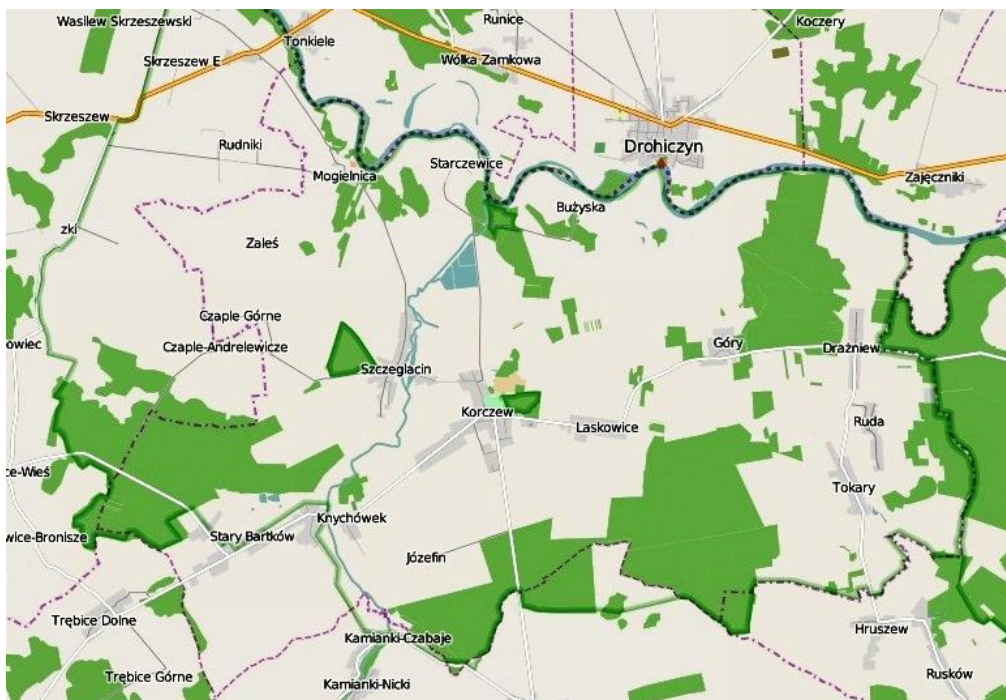 Wasilew Skrzeszewski
Runice
Koczery
Tonkiele
Skrzeszew E
Wólka Zamkowa
Skrzeszew
Rudniki
Drohiczyn
Starczewice
Mogielnica
Zajęczniki
Bużyska
zki
Zaleś
Czaple Górne
owiec
Czaple-Andrelewicze
Góry
Drażniew
Szczeglacin
Korczew
Laskowice
Ruda
ce-Wieś
Tokary
Knychówek
wice-Bronisze
Stary Bartków
Józefin
Trębice Dolne
Hruszew
Kamianki-Czabaje
Trębice Górne
Rusków
Kamianki-Nicki